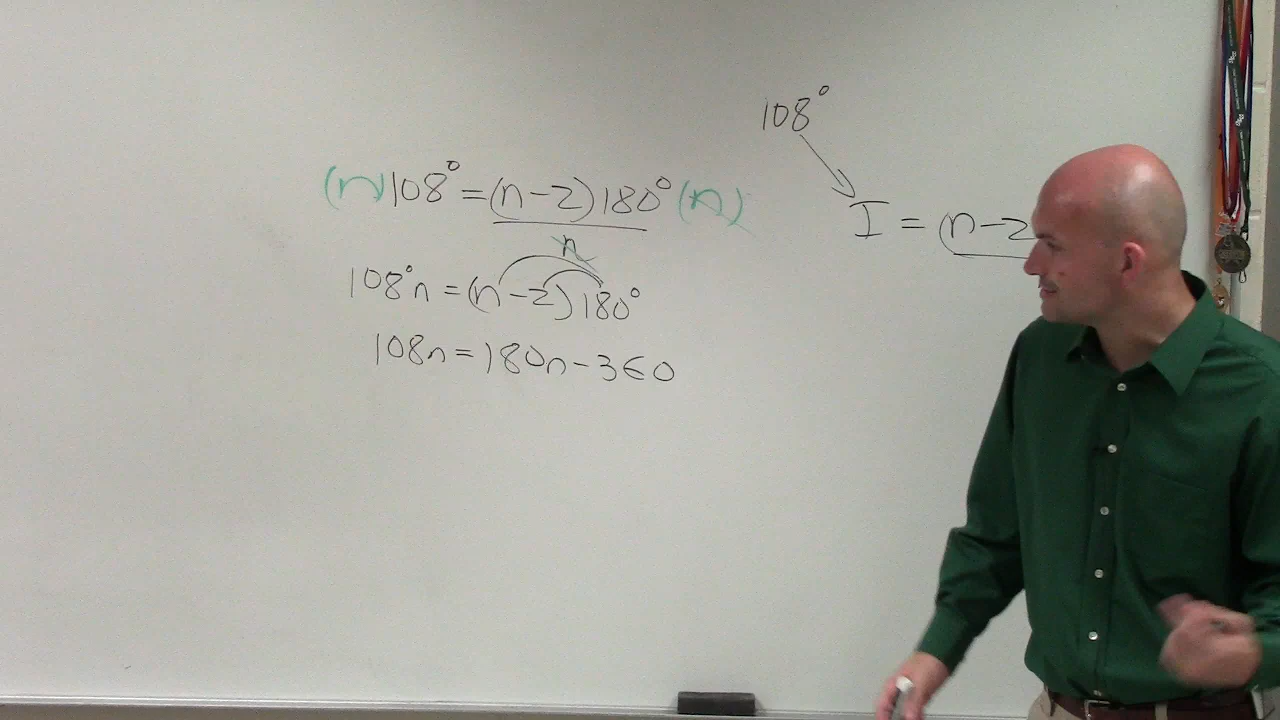 108°
(n)108° = (n-2)180°(n)
n
I = (n-2
108°n = (n-2)180°
108n = 180n-360